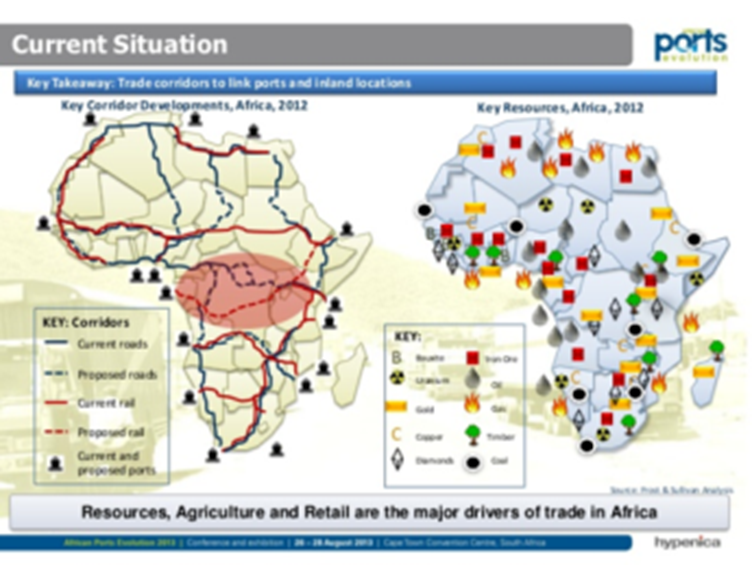 Current Situation
ports
evolution
Key Takeaway: Trade corridors to link ports and inland locations
Key Corridor Developments, Africa, 2012
Key Resources, Africa, 2012
KEY: Corridors
Current roads
Proposed roads
Current rail
Proposed rail
Current and
proposed ports
KEY:
B Bauxite
Iron Ore
Uranium
Oil
Gold
Gas
C Copper
Timber
Diamonds
Coal
Source: Frost & Sullivan Analysis
Resources, Agriculture and Retail are the major drivers of trade in Africa
African Ports Evolution 2013 | Conference and exhibition | 26 – 28 August 2013 | Cape Town Convention Centre, South Africa
hypenica